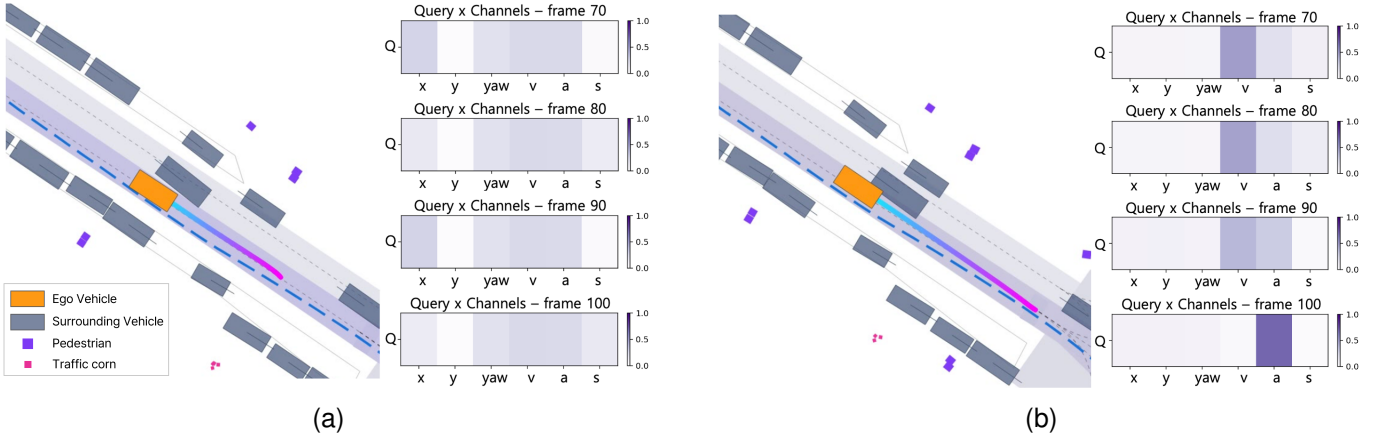 Query x Channels – frame 70
1.0
0.5
0.0
Q
x y yaw v a s
Query x Channels – frame 80
1.0
0.5
0.0
Q
x y yaw v a s
Query x Channels – frame 90
1.0
0.5
0.0
Q
x y yaw v a s
Query x Channels – frame 100
1.0
0.5
0.0
Q
x y yaw v a s
Ego Vehicle
Surrounding Vehicle
Pedestrian
Traffic corn
(a)
Query x Channels – frame 70
1.0
0.5
0.0
Q
x y yaw v a s
Query x Channels – frame 80
1.0
0.5
0.0
Q
x y yaw v a s
Query x Channels – frame 90
1.0
0.5
0.0
Q
x y yaw v a s
Query x Channels – frame 100
1.0
0.5
0.0
Q
x y yaw v a s
(b)